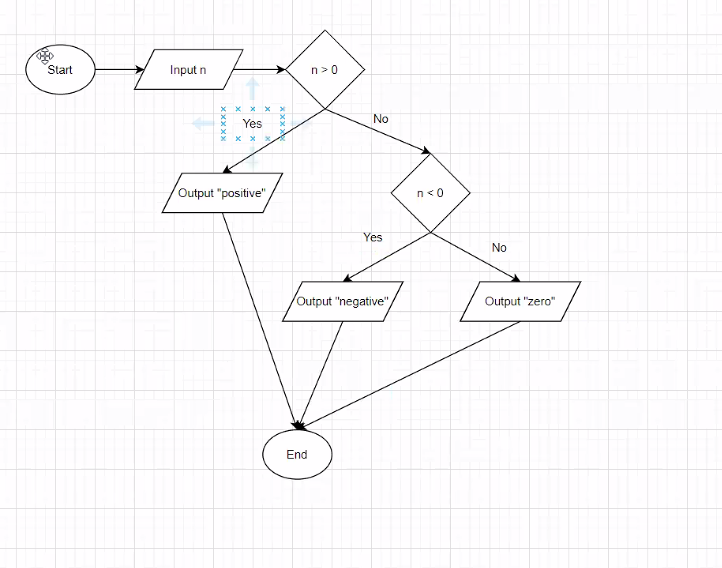 Start
Input n
n > 0
Yes
No
Output "positive"
n < 0
Yes
No
Output "negative"
Output "zero"
End